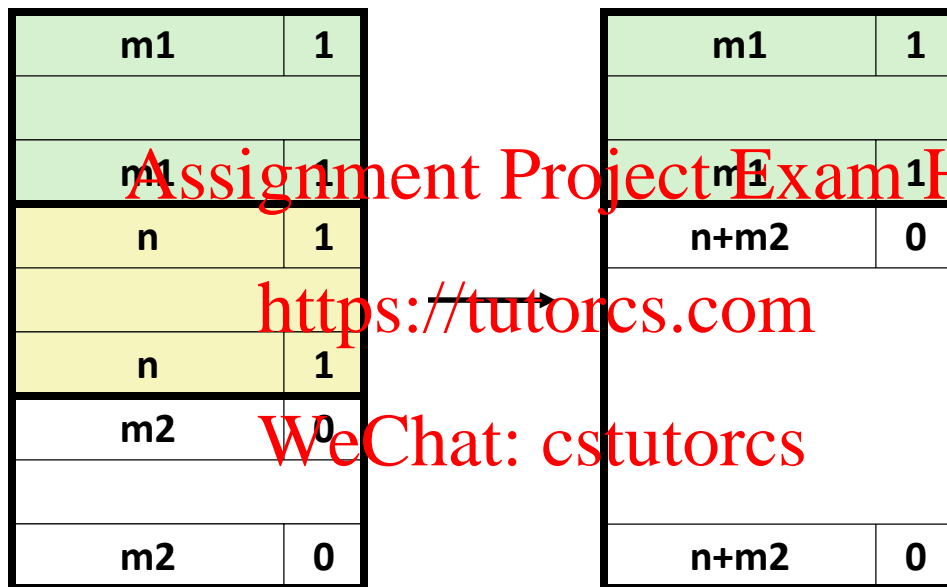 m1 1 m1 1
m1 1 m1 1
Assignment Project Exam H
n 1 n+m2 0
https://tutorcs.com
n 1
m2 0
WeChat: cstutorcs
m2 0 n+m2 0